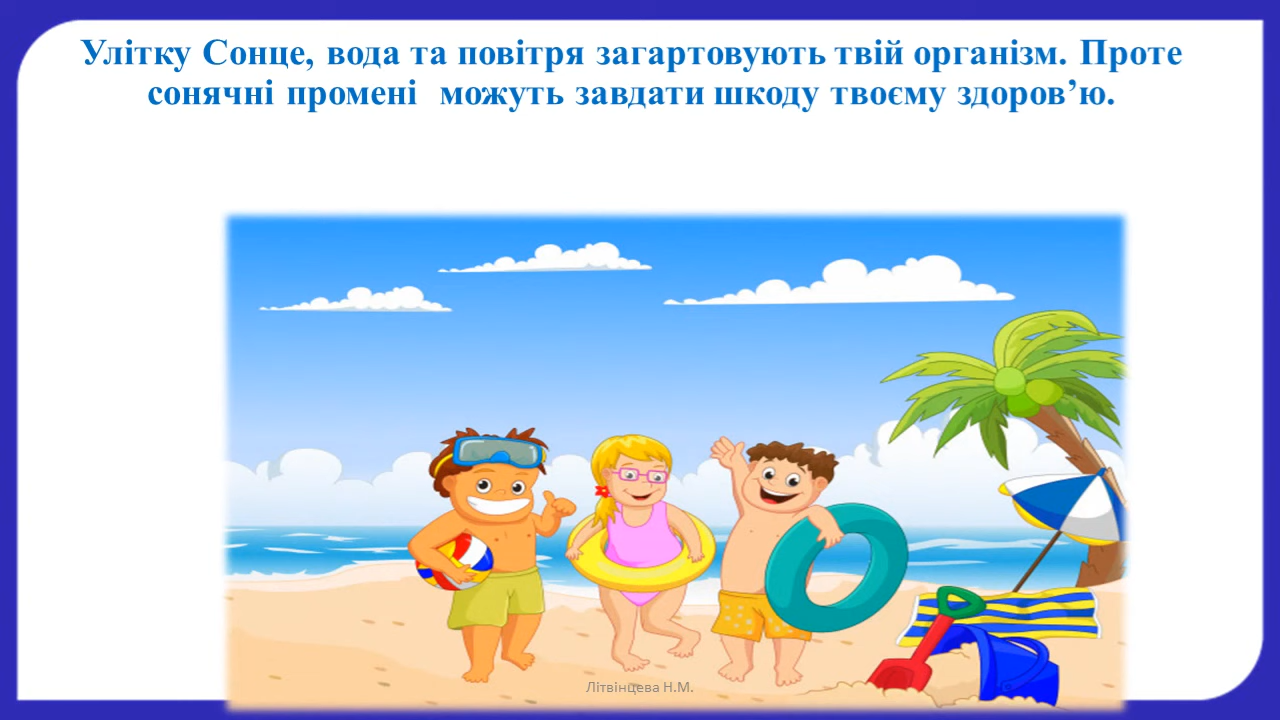 Улітку Сонце, вода та повітря загартовують твій організм. Проте
сонячні промені можуть завдати шкоду твоєму здоров’ю.
Літвінцева Н.М.